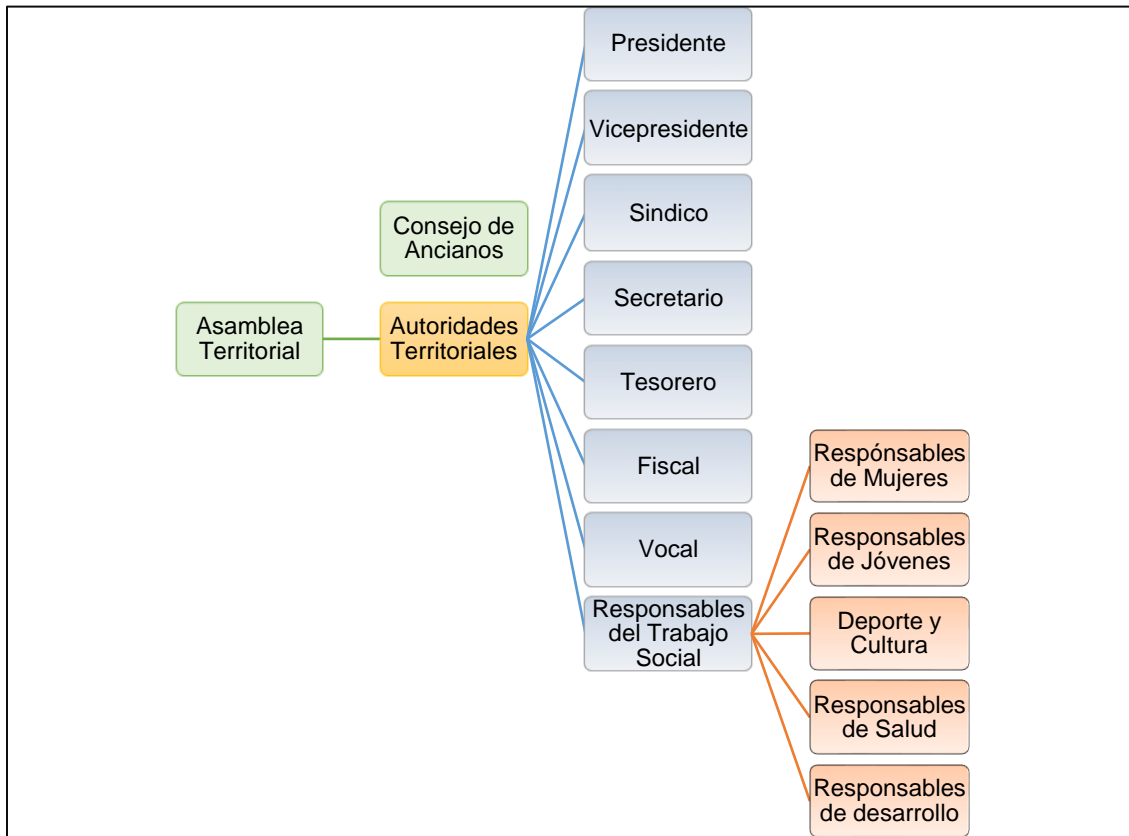 Presidente
Vicepresidente
Sindico
Consejo de
Ancianos
Secretario
Asamblea
Territorial
Autoridades
Territoriales
Tesorero
Fiscal
Vocal
Responsables
del Trabajo
Social
Respónsables
de Mujeres
Responsables
de Jóvenes
Deporte y
Cultura
Responsables
de Salud
Responsables
de desarrollo